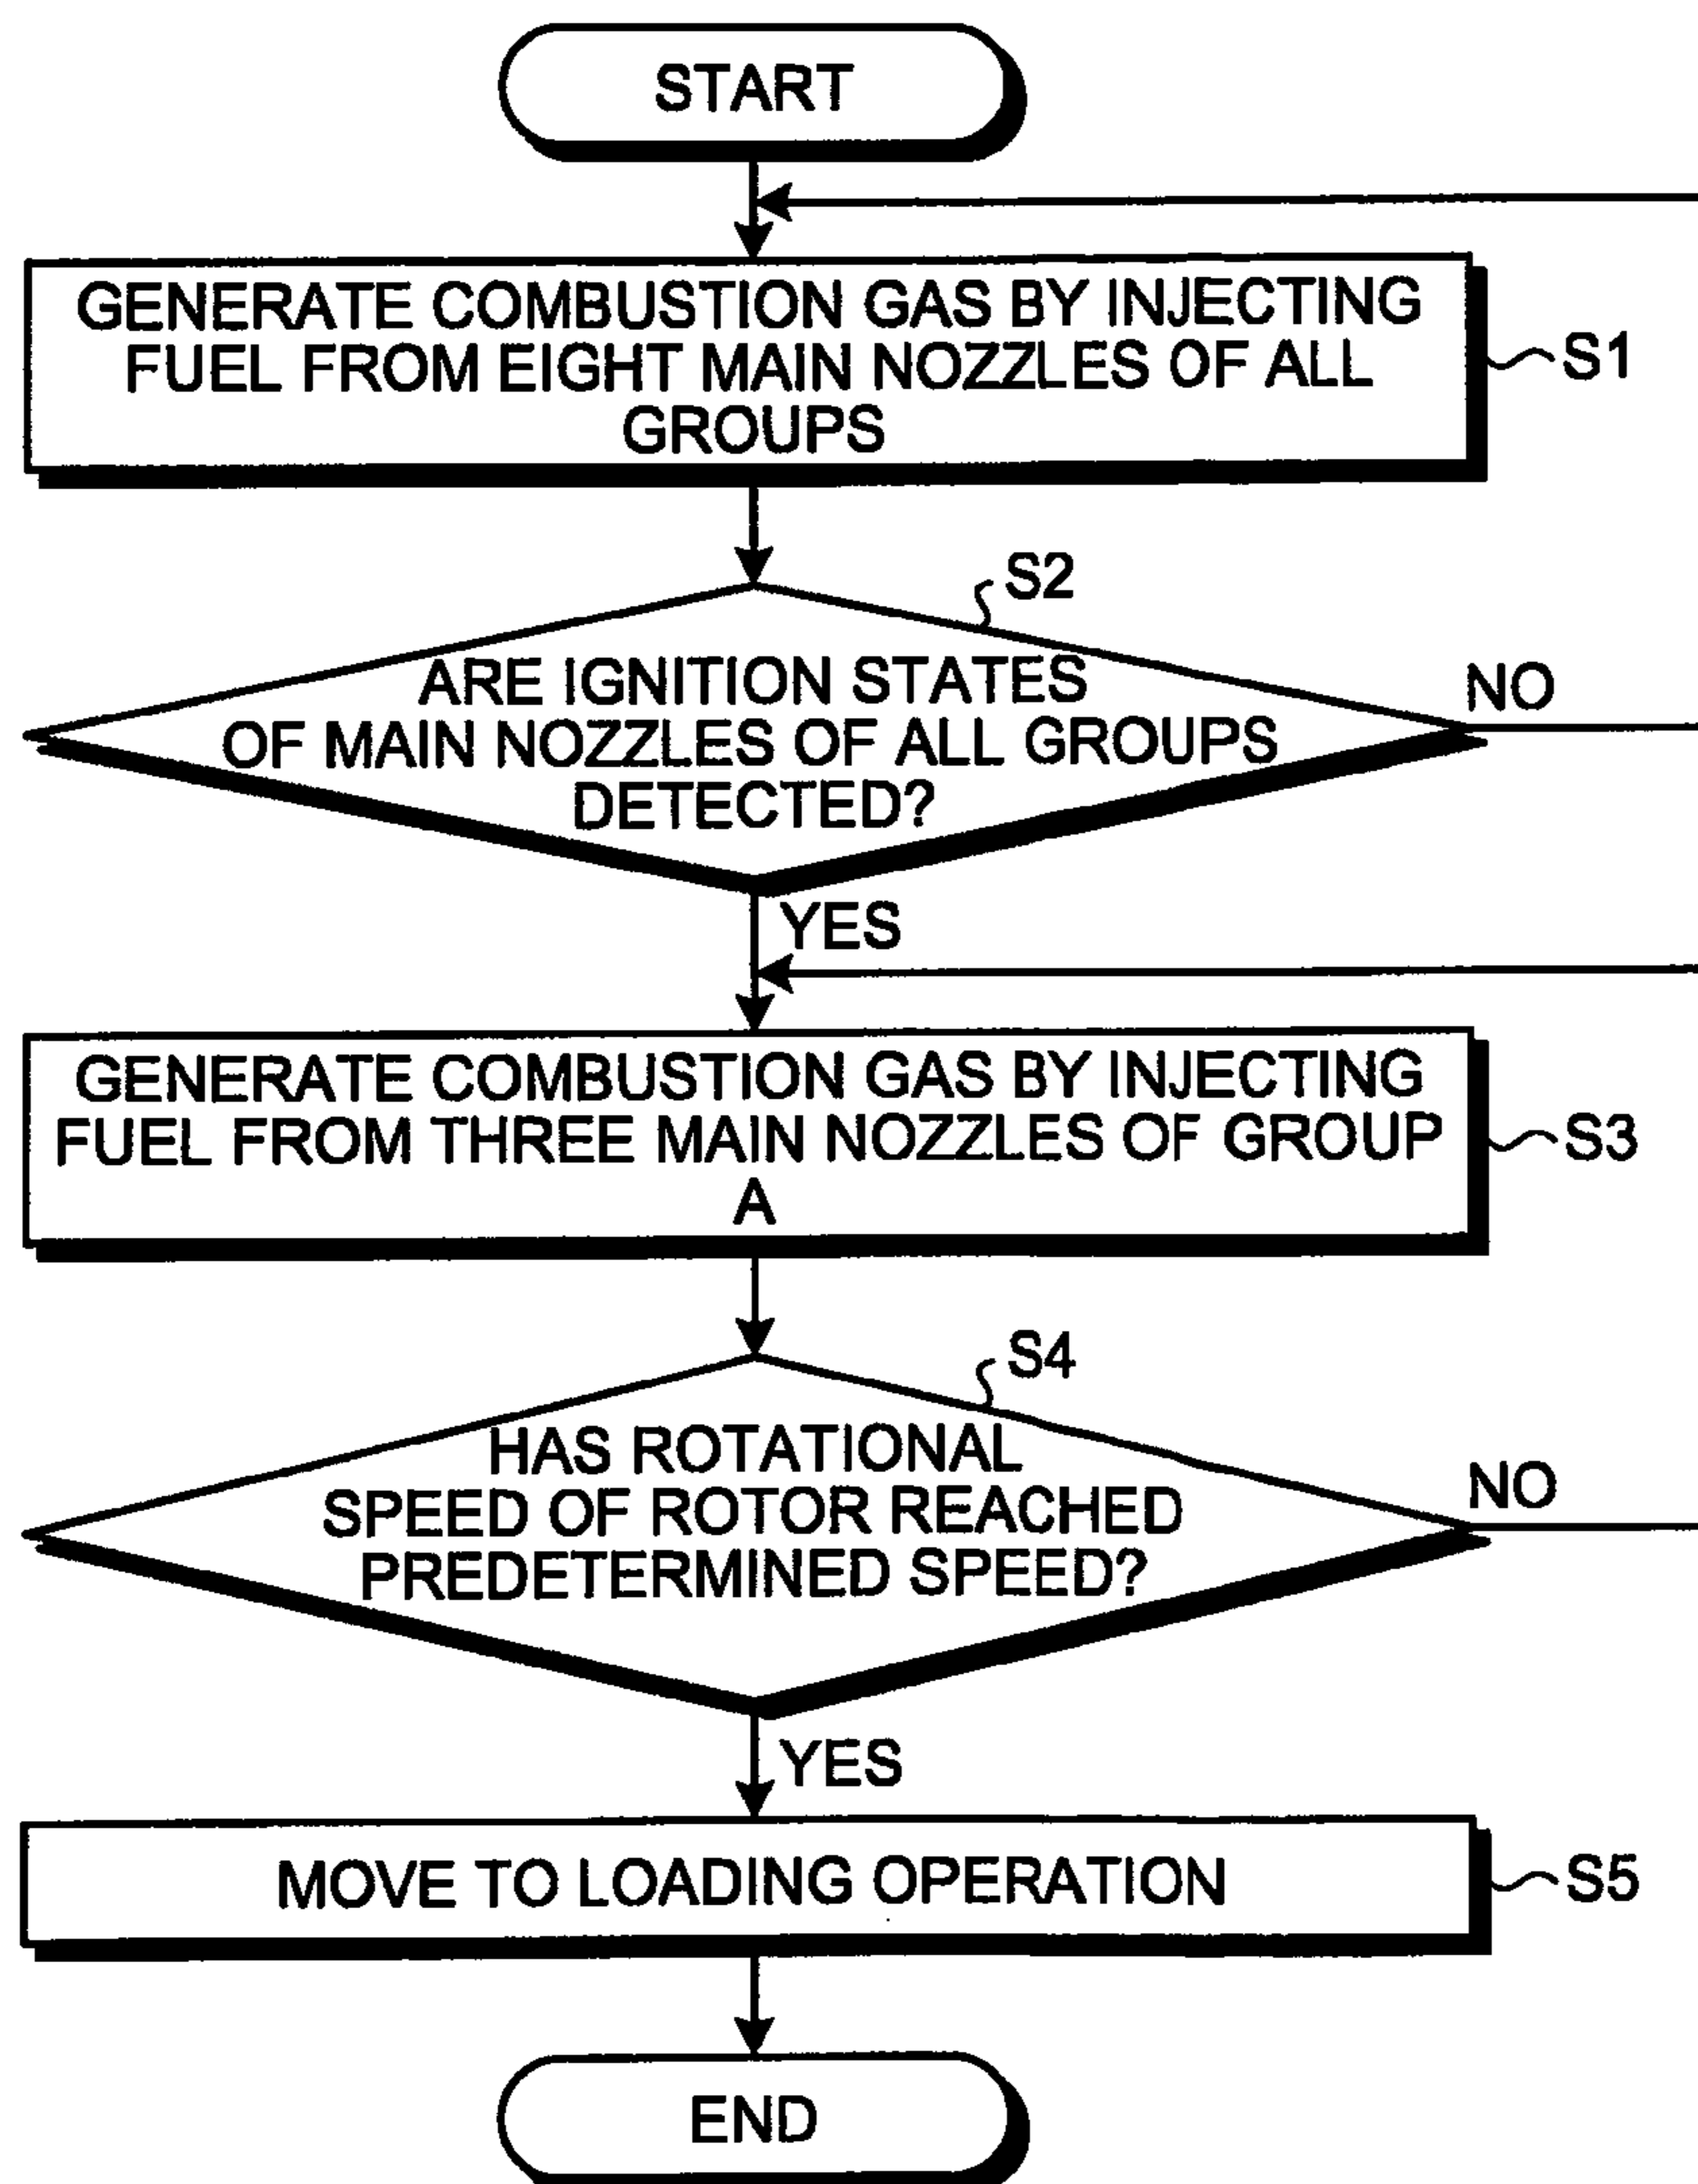 START
GENERATE COMBUSTION GAS BY INJECTING
FUEL FROM EIGHT MAIN NOZZLES OF ALL
GROUPS
S1
S2
ARE IGNITION STATES
OF MAIN NOZZLES OF ALL GROUPS
DETECTED?
NO
YES
GENERATE COMBUSTION GAS BY INJECTING
FUEL FROM THREE MAIN NOZZLES OF GROUP
A
S3
S4
HAS ROTATIONAL
SPEED OF ROTOR REACHED
PREDETERMINED SPEED?
NO
YES
MOVE TO LOADING OPERATION
S5
END